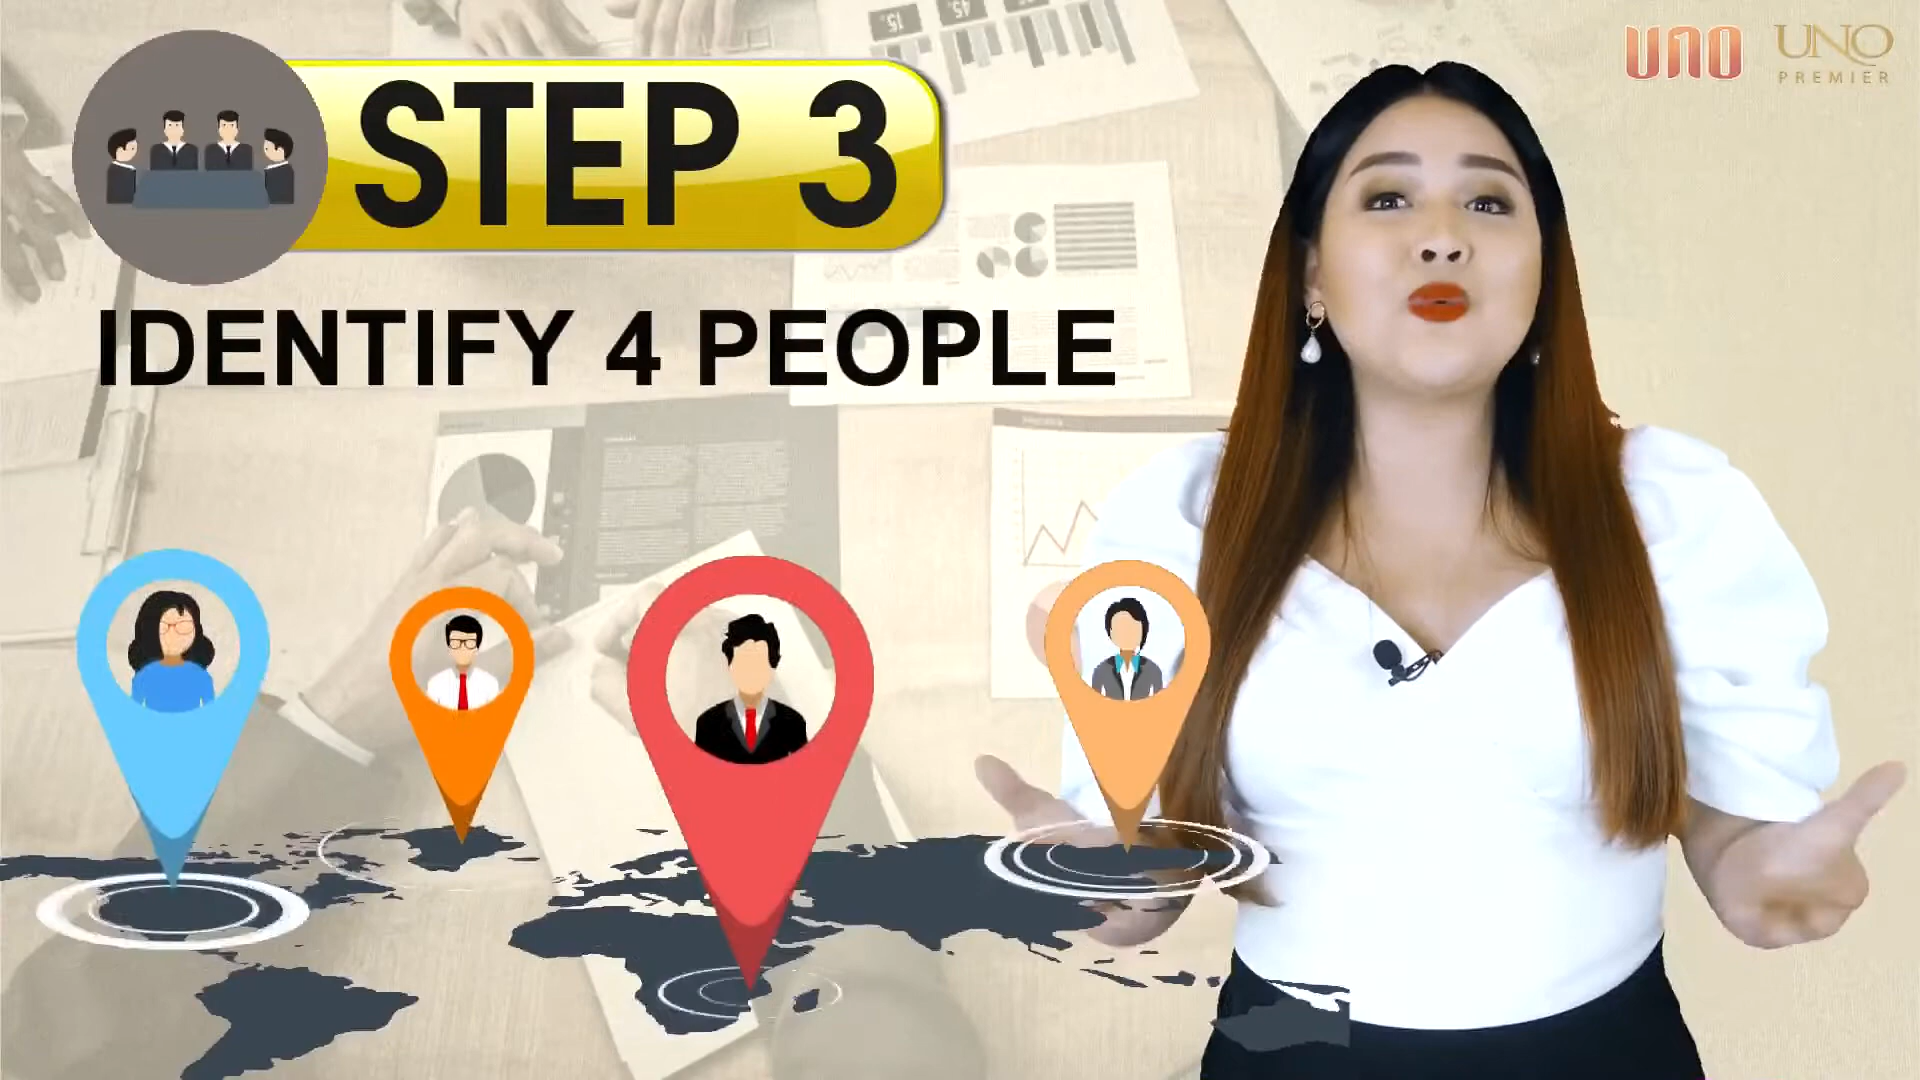 STEP 3
IDENTIFY 4 PEOPLE
UNO
UNO
PREMIER